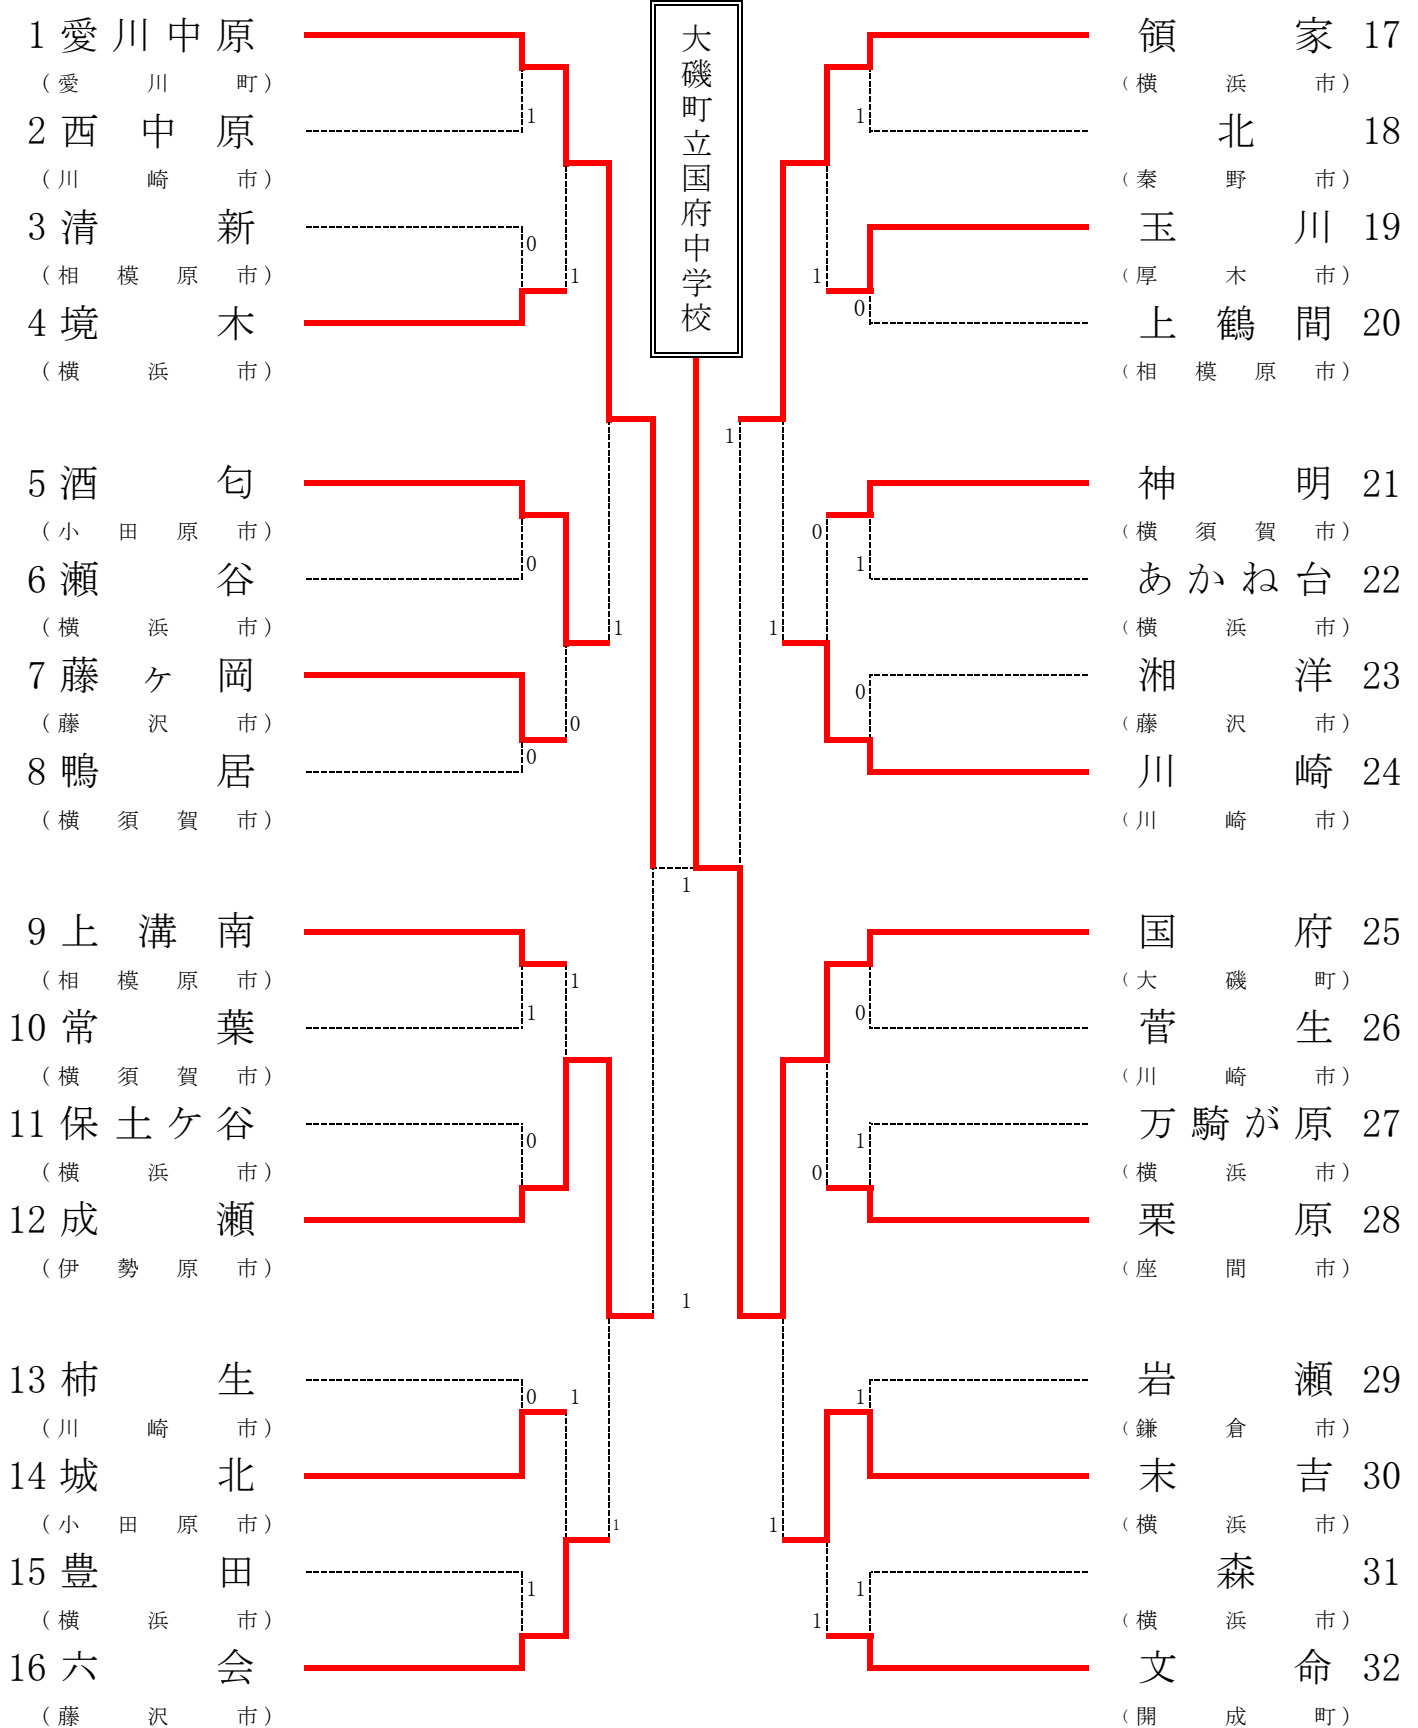 大磯町立国府中学校
1 愛川中原
（愛川町）
1
2 西中原
（川崎市）
3 清新
0
（相模原市）
1
4 境木
（横浜市）
5 酒匂
（小田原市）
0
6 瀬谷
（横浜市）
1
7 藤ヶ岡
（藤沢市）
0
0
8 鴨居
（横須賀市）
1
9 上溝南
（相模原市）
1
1
10 常葉
（横須賀市）
11 保土ケ谷
0
（横浜市）
12 成瀬
（伊勢原市）
1
13 柿生
0
1
（川崎市）
14 城北
（小田原市）
1
15 豊田
1
（横浜市）
16 六会
（藤沢市）
領家 17
（横浜市）
1
北 18
（秦野市）
玉川 19
（厚木市）
1
0
上鶴間 20
（相模原市）
1
神明 21
（横須賀市）
0
1
あかね台 22
（横浜市）
1
湘洋 23
0
（藤沢市）
川崎 24
（川崎市）
国府 25
（大磯町）
0
菅生 26
（川崎市）
万騎が原 27
1
（横浜市）
0
栗原 28
（座間市）
岩瀬 29
1
（鎌倉市）
末吉 30
（横浜市）
1
森 31
1
（横浜市）
1
文命 32
（開成町）